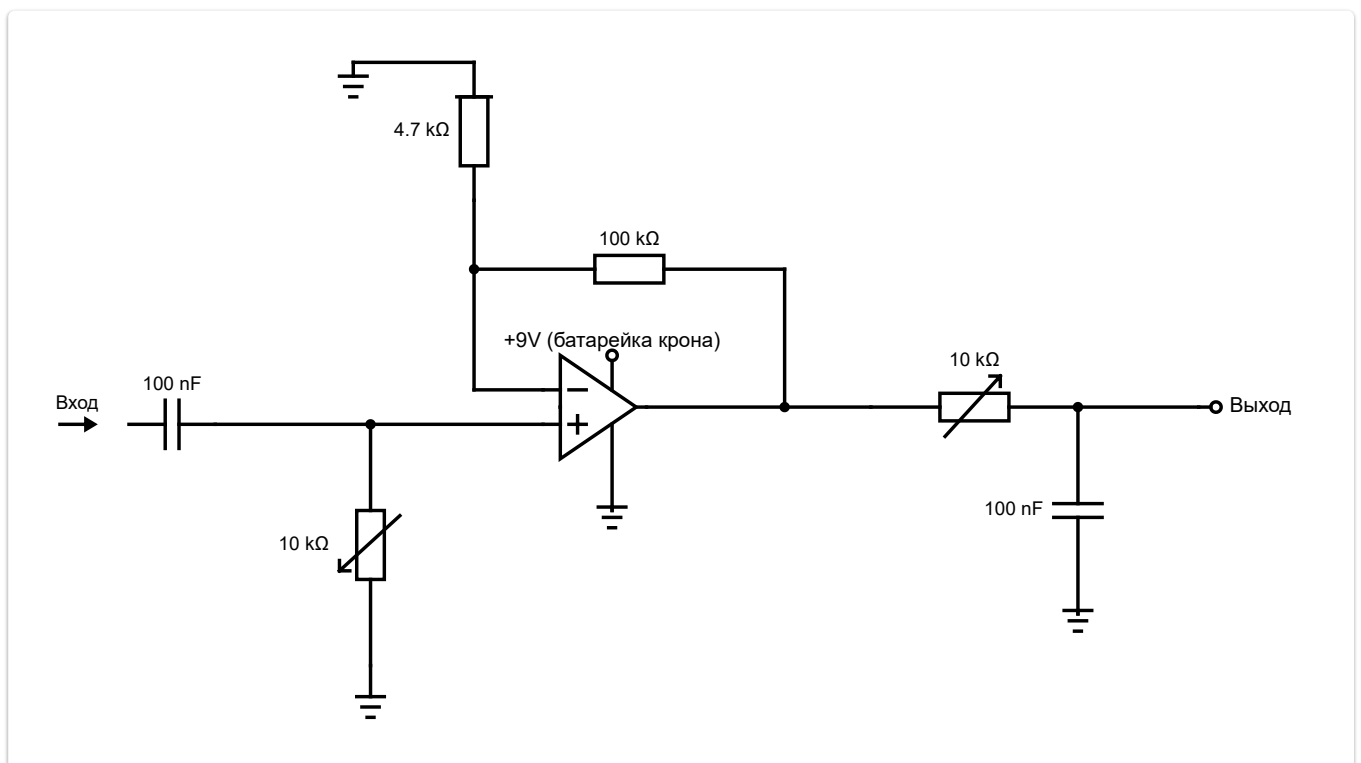 4.7 kΩ
100 kΩ
+9V (батарейка крона)
10 kΩ
100 nF
Вход
Выход
100 nF
10 kΩ